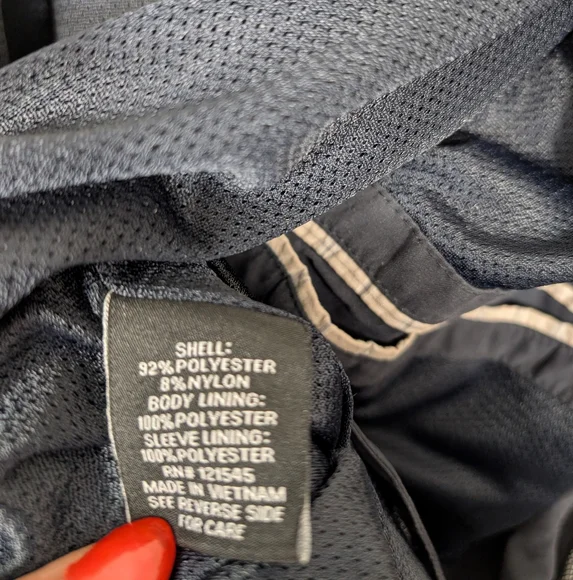 SHELL:
92% POLYESTER
8% NYLON
BODY LINING:
100% POLYESTER
SLEEVE LINING:
100% POLYESTER
RN# 121545
MADE IN VIETNAM
SEE REVERSE SIDE
FOR CARE